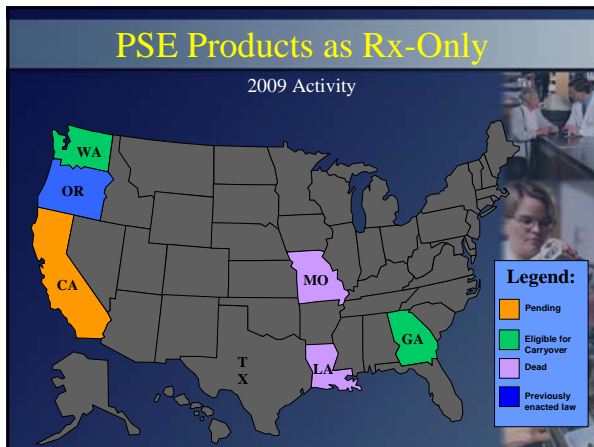 PSE Products as Rx-Only
2009 Activity
WA
OR
CA
MO
GA
LA
T
X
Legend:
Pending
Eligible for
Carryover
Dead
Previously
enacted law